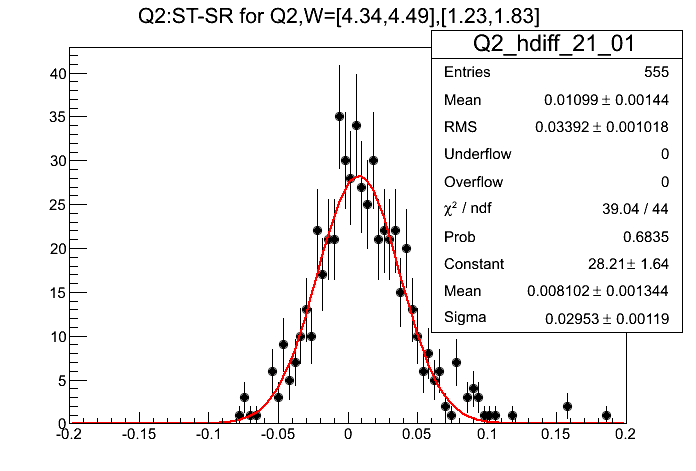 Q2:ST-SR for Q2,W=[4.34,4.49],[1.23,1.83]
Q2_hdiff_21_01
Entries 555
Mean 0.01099 ± 0.00144
RMS 0.03392 ± 0.001018
Underflow 0
Overflow 0
χ² / ndf 39.04 / 44
Prob 0.6835
Constant 28.21 ± 1.64
Mean 0.008102 ± 0.001344
Sigma 0.02953 ± 0.00119
40
35
30
25
20
15
10
5
0
-0.2 -0.15 -0.1 -0.05 0 0.05 0.1 0.15 0.2